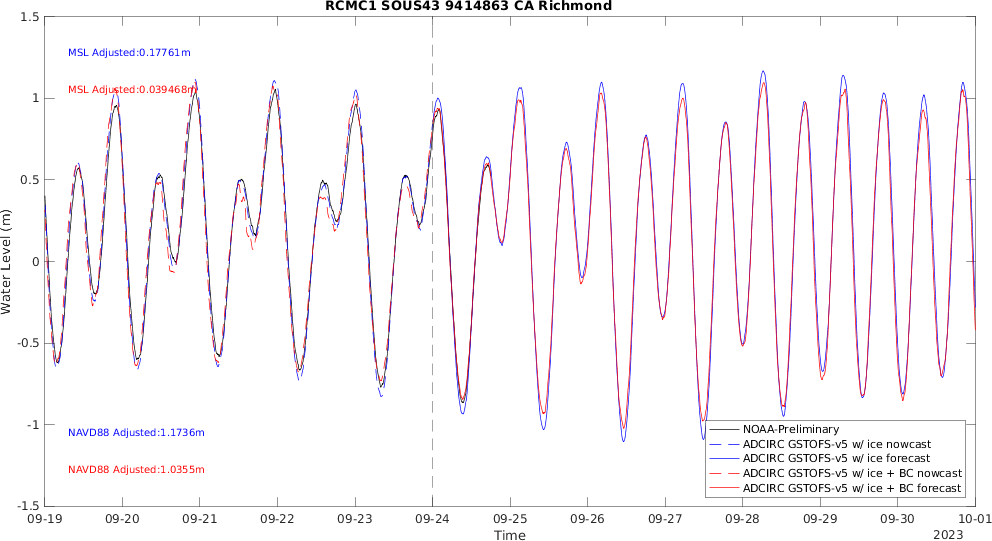 RCMC1 SOUS43 9414863 CA Richmond
1.5
1
0.5
0
-0.5
-1
-1.5
Water Level (m)
MSL Adjusted:0.17761m
MSL Adjusted:0.039468m
NAVD88 Adjusted:1.1736m
NAVD88 Adjusted:1.0355m
NOAA-Preliminary
ADCIRC GSTOFS-v5 w/ ice nowcast
ADCIRC GSTOFS-v5 w/ ice forecast
ADCIRC GSTOFS-v5 w/ ice + BC nowcast
ADCIRC GSTOFS-v5 w/ ice + BC forecast
09-19 09-20 09-21 09-22 09-23 09-24 09-25 09-26 09-27 09-28 09-29 09-30 10-01
Time
2023